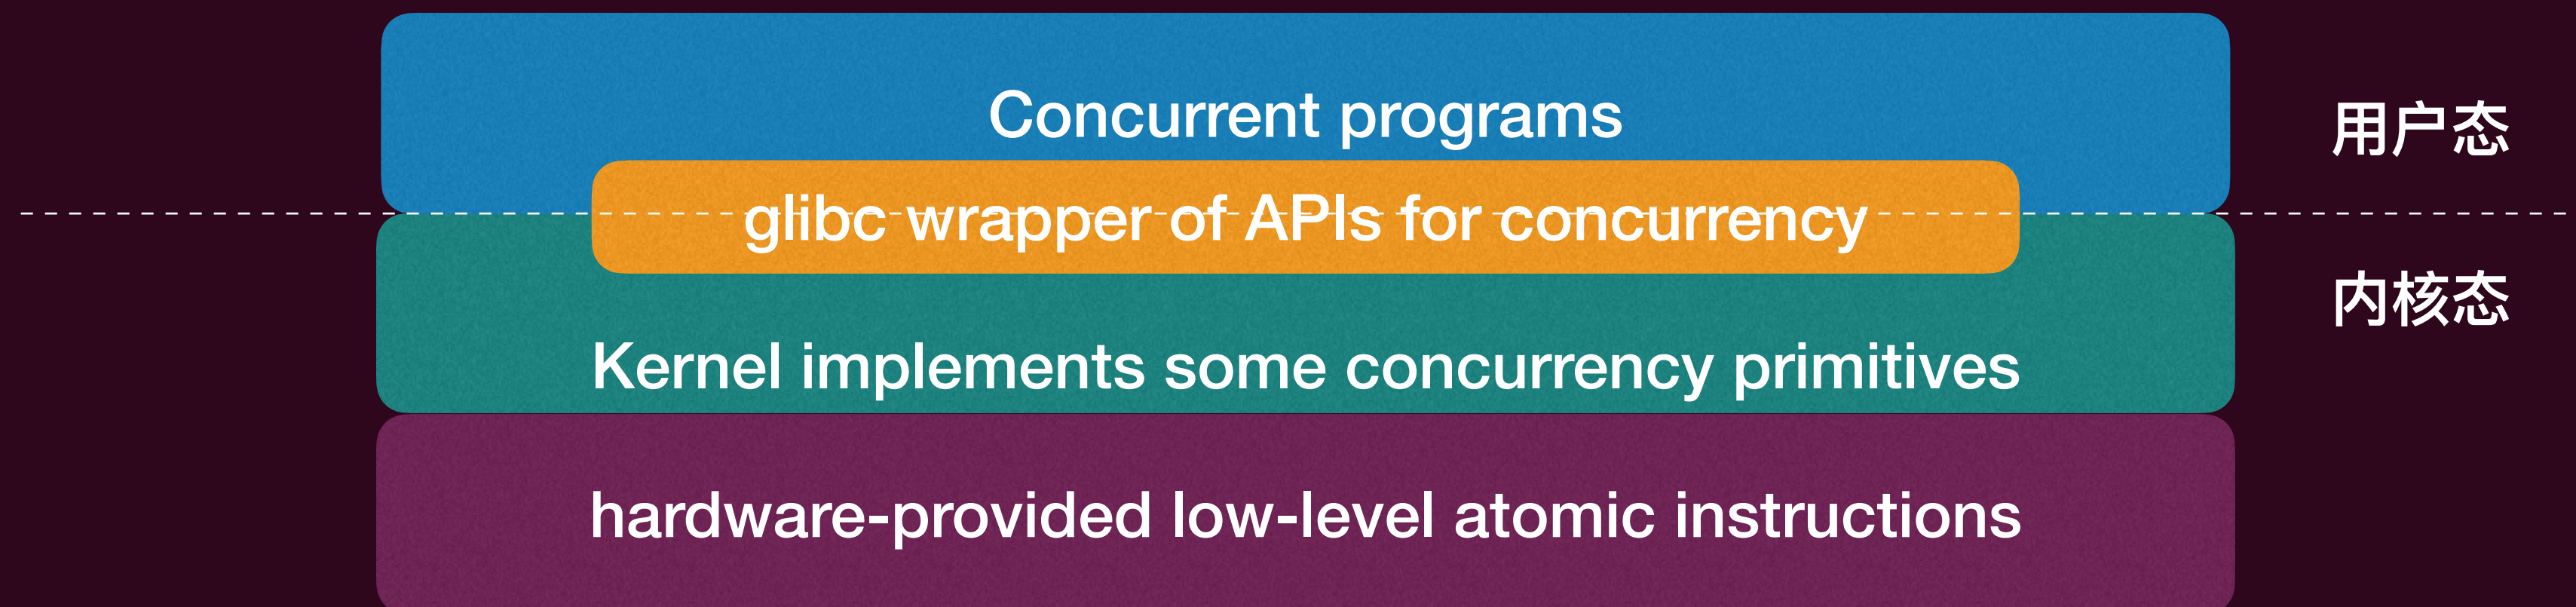 Concurrent programs
用户态
glibc wrapper of APIs for concurrency
内核态
Kernel implements some concurrency primitives
hardware-provided low-level atomic instructions